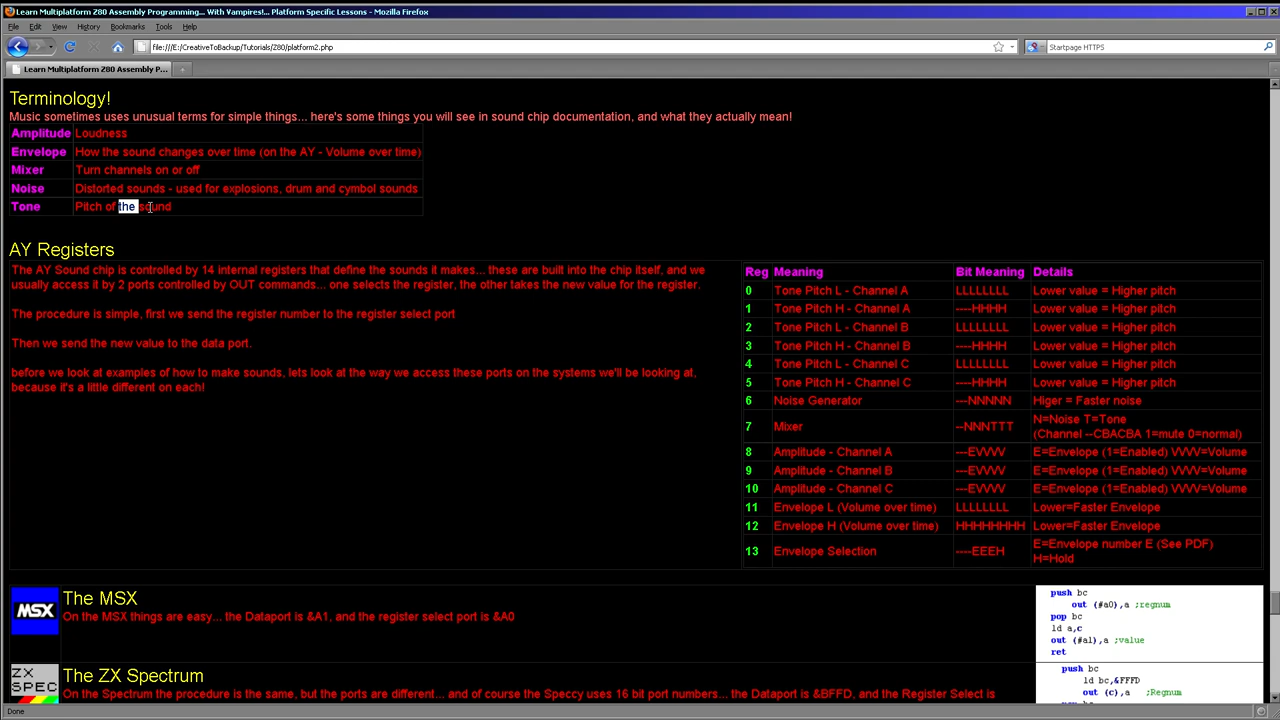 Learn Multiplatform Z80 Assembly Programming... With Vampires!... Platform Specific Lessons - Mozilla Firefox
File Edit View History Bookmarks Tools Help
file:///E:/CreativeToBackup/Tutorials/Z80/platform2.php
Startpage HTTPS
Learn Multiplatform Z80 Assembly P...
Terminology!
Music sometimes uses unusual terms for simple things... here's some things you will see in sound chip documentation, and what they actually mean!
Amplitude Loudness
Envelope How the sound changes over time (on the AY - Volume over time)
Mixer Turn channels on or off
Noise Distorted sounds - used for explosions, drum and cymbol sounds
Tone Pitch of the sound
AY Registers
The AY Sound chip is controlled by 14 internal registers that define the sounds it makes... these are built into the chip itself, and we
usually access it by 2 ports controlled by OUT commands... one selects the register, the other takes the new value for the register.
The procedure is simple, first we send the register number to the register select port
Then we send the new value to the data port.
before we look at examples of how to make sounds, lets look at the way we access these ports on the systems we'll be looking at,
because it's a little different on each!
Reg Meaning Bit Meaning Details
0 Tone Pitch L - Channel A LLLLLLLL Lower value = Higher pitch
1 Tone Pitch H - Channel A ----HHHH Lower value = Higher pitch
2 Tone Pitch L - Channel B LLLLLLLL Lower value = Higher pitch
3 Tone Pitch H - Channel B ----HHHH Lower value = Higher pitch
4 Tone Pitch L - Channel C LLLLLLLL Lower value = Higher pitch
5 Tone Pitch H - Channel C ----HHHH Lower value = Higher pitch
6 Noise Generator ---NNNNN Higer = Faster noise
7 Mixer --NNNTTT N=Noise T=Tone
(Channel --CBACBA 1=mute 0=normal)
8 Amplitude - Channel A ---EVVVV E=Envelope (1=Enabled) VVVV=Volume
9 Amplitude - Channel B ---EVVVV E=Envelope (1=Enabled) VVVV=Volume
10 Amplitude - Channel C ---EVVVV E=Envelope (1=Enabled) VVVV=Volume
11 Envelope L (Volume over time) LLLLLLLL Lower=Faster Envelope
12 Envelope H (Volume over time) HHHHHHHH Lower=Faster Envelope
13 Envelope Selection ----EEEH E=Envelope number E (See PDF)
H=Hold
MSX
The MSX
On the MSX things are easy... the Dataport is &A1, and the register select port is &A0
push bc
out (#a0),a ;regnum
pop bc
ld a,c
out (#a1),a ;value
ret
ZX
SPEC
The ZX Spectrum
On the Spectrum the procedure is the same, but the ports are different... and of course the Speccy uses 16 bit port numbers... the Dataport is &BFFD, and the Register Select is
push bc
ld bc,&FFFD
out (c),a ;Regnum
Done